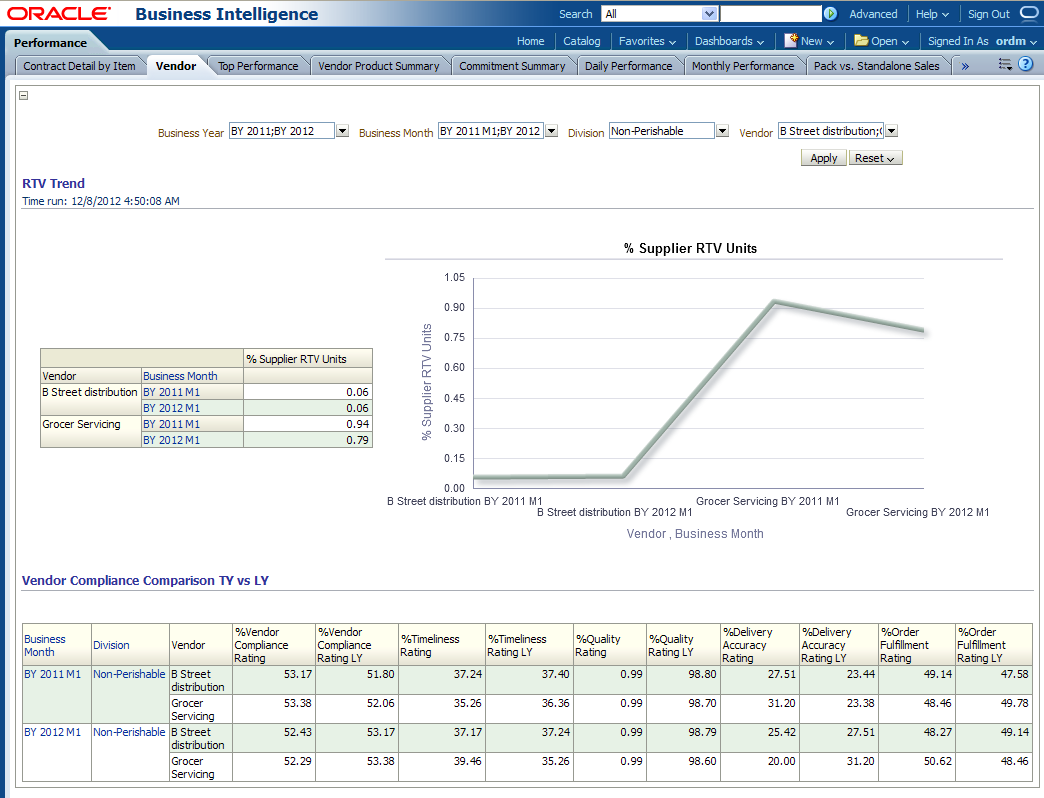 ORACLE Business Intelligence
Search All Advanced Help Sign Out
Performance
Home Catalog Favorites Dashboards New Open Signed In As ordm
Contract Detail by Item Vendor Top Performance Vendor Product Summary Commitment Summary Daily Performance Monthly Performance Pack vs. Standalone Sales »
Business Year BY 2011;BY 2012 Business Month BY 2011 M1;BY 2012 Division Non-Perishable Vendor B Street distribution;
Apply Reset
RTV Trend
Time run: 12/8/2012 4:50:08 AM
% Supplier RTV Units
Vendor Business Month
B Street distribution BY 2011 M1 0.06
BY 2012 M1 0.06
Grocer Servicing BY 2011 M1 0.94
BY 2012 M1 0.79
% Supplier RTV Units
1.05
0.90
0.75
0.60
0.45
0.30
0.15
0.00
% Supplier RTV Units
B Street distribution BY 2011 M1
B Street distribution BY 2012 M1
Grocer Servicing BY 2011 M1
Grocer Servicing BY 2012 M1
Vendor , Business Month
Vendor Compliance Comparison TY vs LY
Business Month Division Vendor %Vendor Compliance Rating %Vendor Compliance Rating LY %Timeliness Rating %Timeliness Rating LY %Quality Rating %Quality Rating LY %Delivery Accuracy Rating %Delivery Accuracy Rating LY %Order Fulfillment Rating %Order Fulfillment Rating LY
BY 2011 M1 Non-Perishable B Street distribution 53.17 51.80 37.24 37.40 0.99 98.80 27.51 23.44 49.14 47.58
Grocer Servicing 53.38 52.06 35.26 36.36 0.99 98.70 31.20 23.38 48.46 49.78
BY 2012 M1 Non-Perishable B Street distribution 52.43 53.17 37.17 37.24 0.99 98.79 25.42 27.51 48.27 49.14
Grocer Servicing 52.29 53.38 39.46 35.26 0.99 98.60 20.00 31.20 50.62 48.46